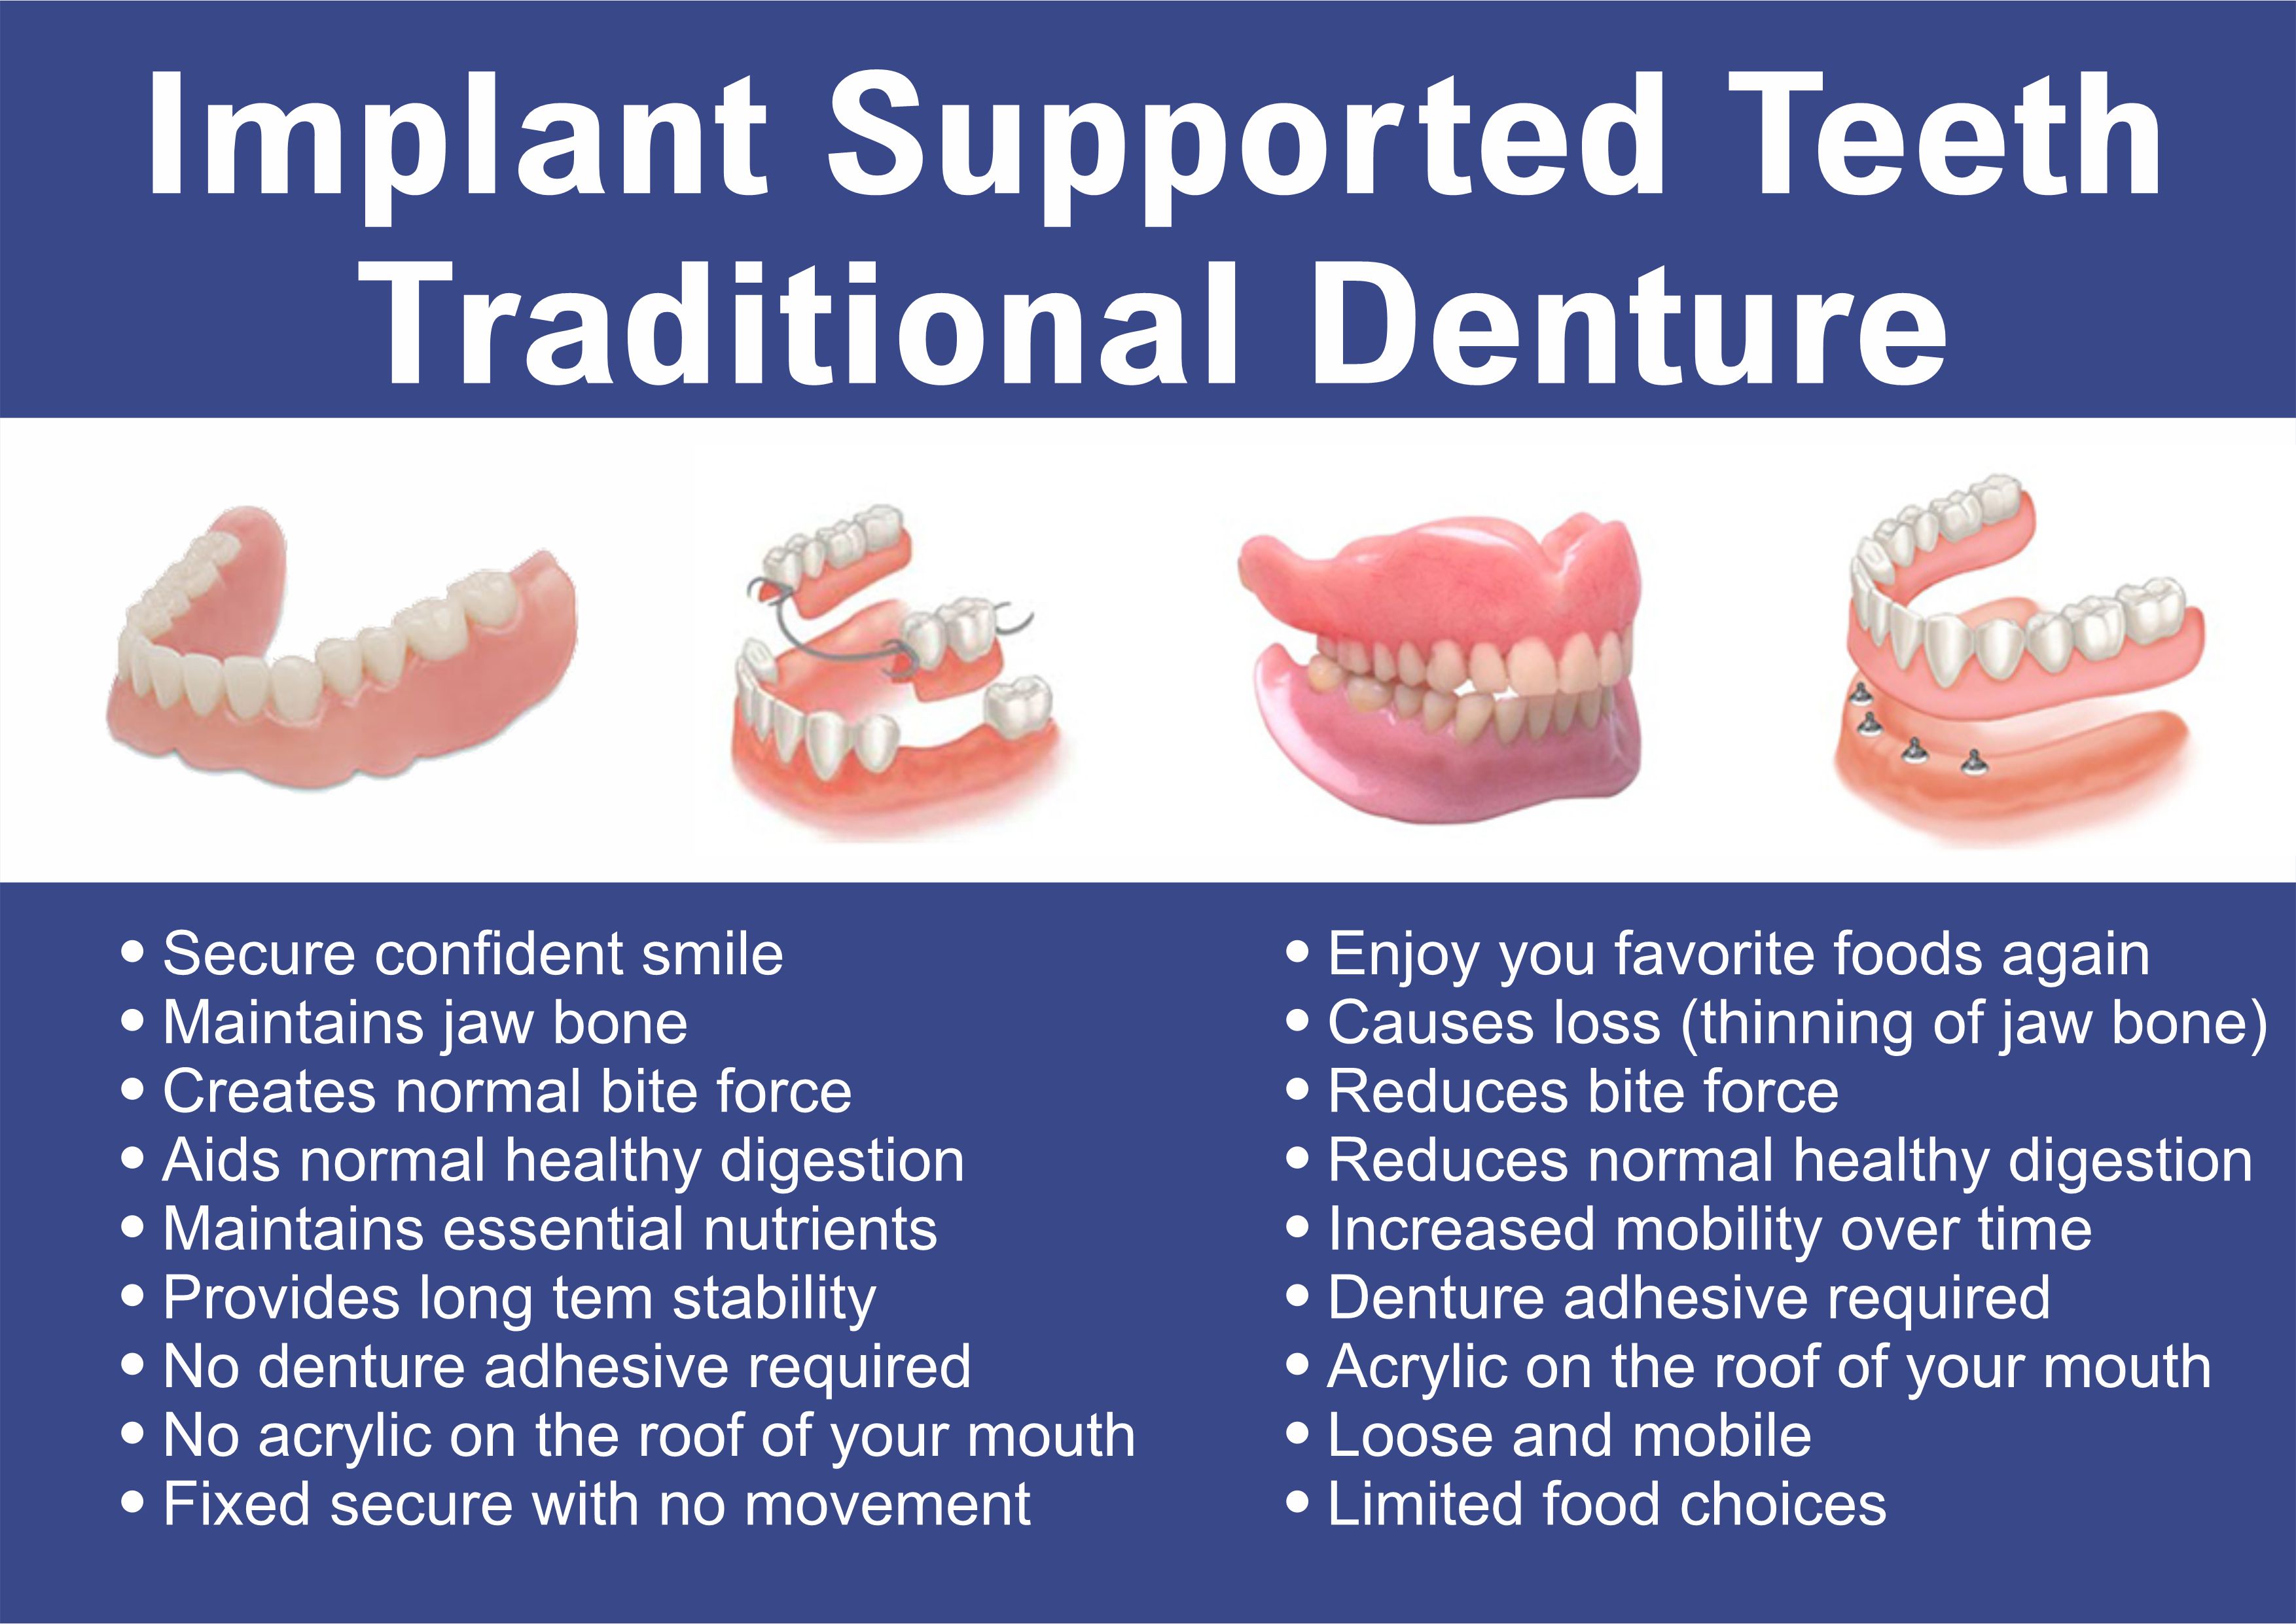 Implant Supported Teeth
Traditional Denture
• Secure confident smile
• Maintains jaw bone
• Creates normal bite force
• Aids normal healthy digestion
• Maintains essential nutrients
• Provides long tem stability
• No denture adhesive required
• No acrylic on the roof of your mouth
• Fixed secure with no movement
• Enjoy you favorite foods again
• Causes loss (thinning of jaw bone)
• Reduces bite force
• Reduces normal healthy digestion
• Increased mobility over time
• Denture adhesive required
• Acrylic on the roof of your mouth
• Loose and mobile
• Limited food choices